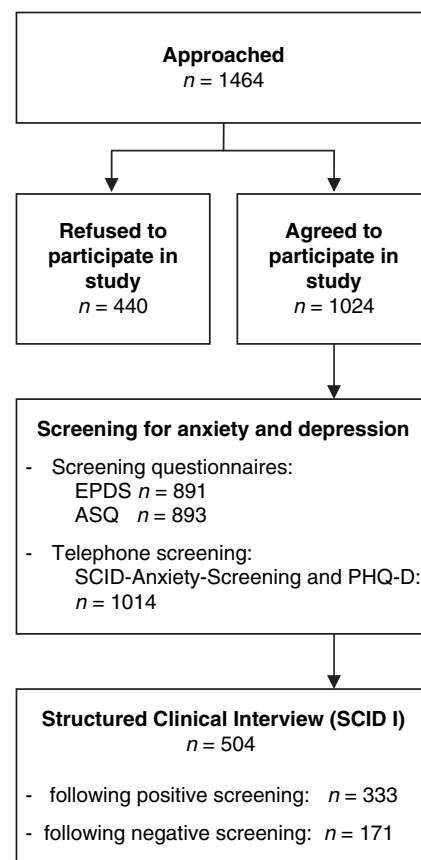 Approached
n = 1464
Refused to
participate in
study
n = 440
Agreed to
participate in
study
n = 1024
Screening for anxiety and depression
- Screening questionnaires:
EPDS n = 891
ASQ n = 893
- Telephone screening:
SCID-Anxiety-Screening and PHQ-D:
n = 1014
Structured Clinical Interview (SCID I)
n = 504
- following positive screening: n = 333
- following negative screening: n = 171